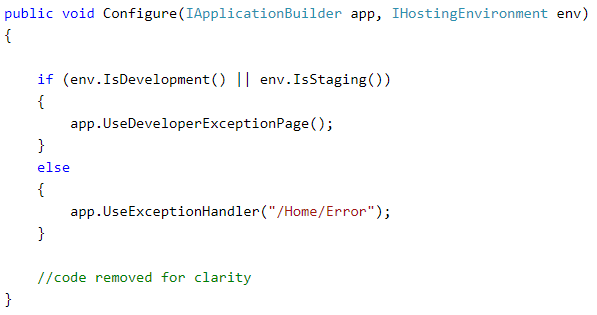 public void Configure(IApplicationBuilder app, IHostingEnvironment env)
{
if (env.IsDevelopment() || env.IsStaging())
{
app.UseDeveloperExceptionPage();
}
else
{
app.UseExceptionHandler("/Home/Error");
}
//code removed for clarity
}